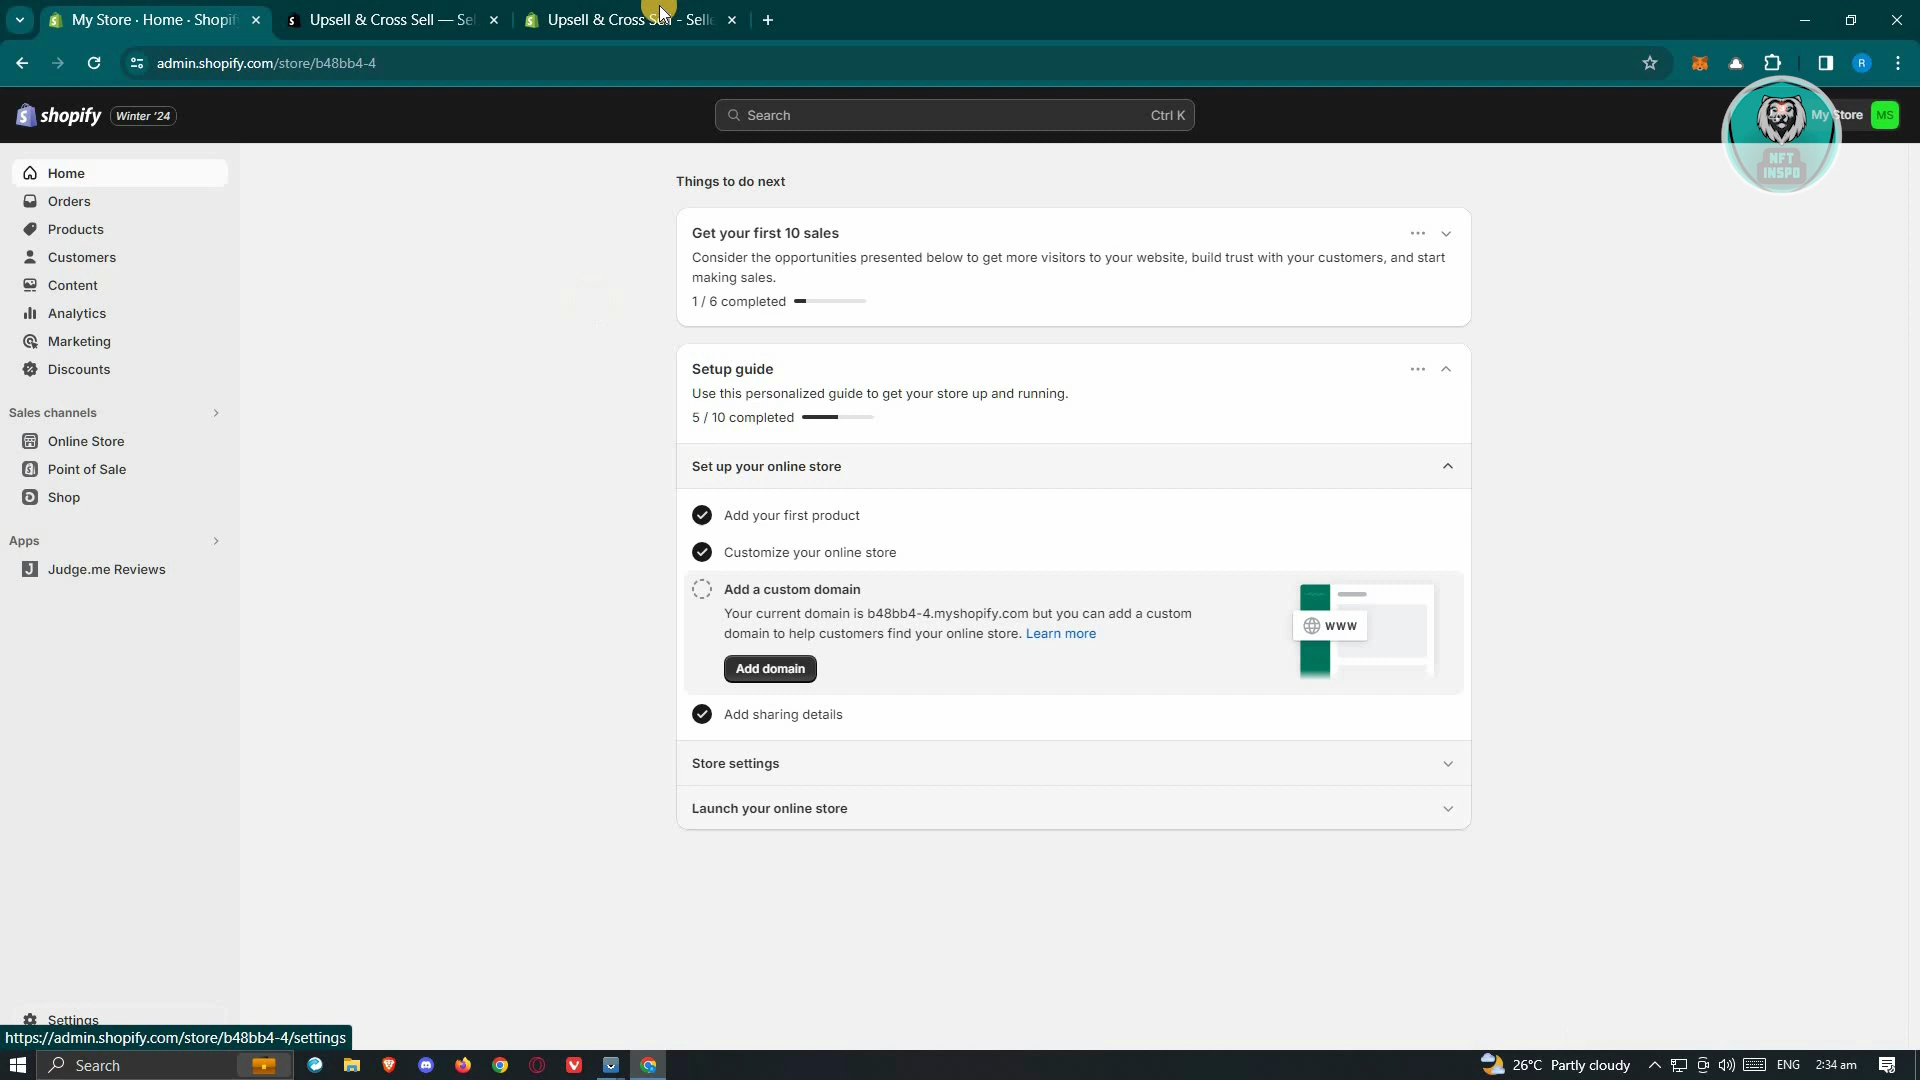 My Store · Home · Shopif
Upsell & Cross Sell — Sel
Upsell & Cross Sell - Selle
admin.shopify.com/store/b48bb4-4
R
shopify
Winter '24
Search
Ctrl K
My Store
MS
NFT
INSPO
Home
Orders
Products
Customers
Content
Analytics
Marketing
Discounts
Sales channels
Online Store
Point of Sale
Shop
Apps
Judge.me Reviews
Settings
https://admin.shopify.com/store/b48bb4-4/settings
Things to do next
Get your first 10 sales
Consider the opportunities presented below to get more visitors to your website, build trust with your customers, and start
making sales.
1 / 6 completed
Setup guide
Use this personalized guide to get your store up and running.
5 / 10 completed
Set up your online store
Add your first product
Customize your online store
Add a custom domain
Your current domain is b48bb4-4.myshopify.com but you can add a custom
domain to help customers find your online store. Learn more
Add domain
www
Add sharing details
Store settings
Launch your online store
Search
26°C Partly cloudy
ENG
2:34 am